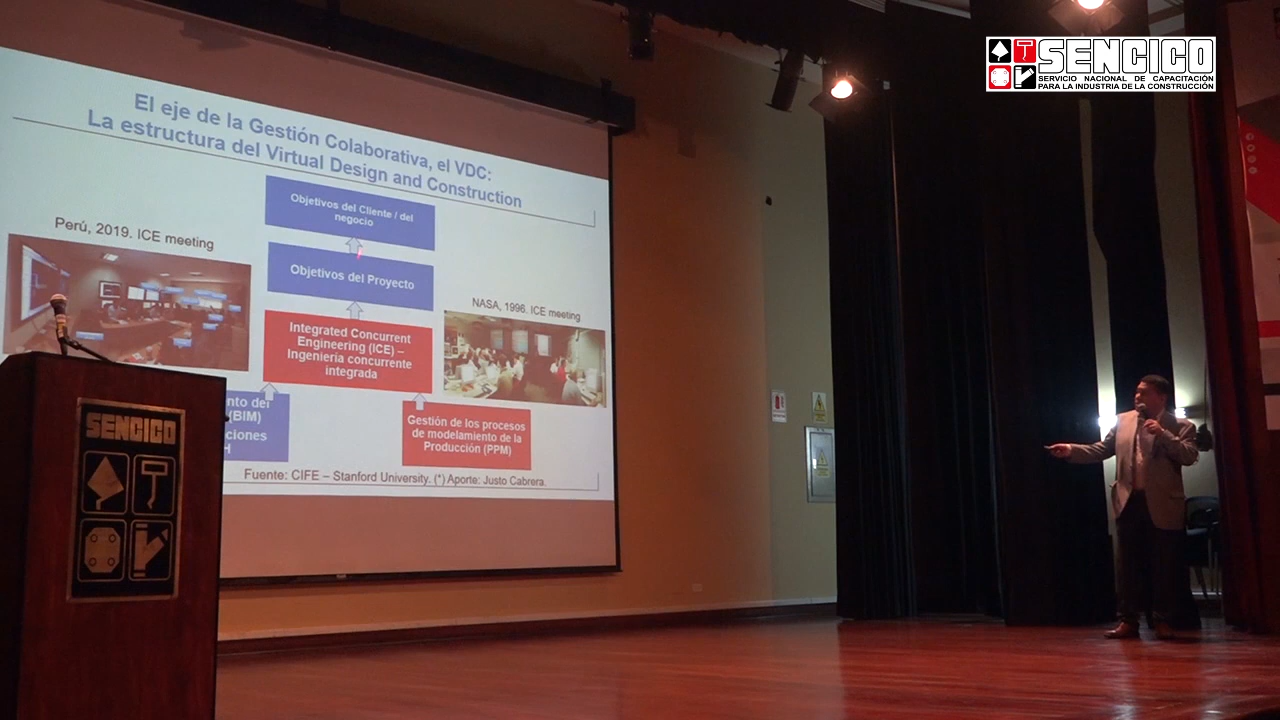 SENCICO
SERVICIO NACIONAL DE CAPACITACIÓN
PARA LA INDUSTRIA DE LA CONSTRUCCIÓN
El eje de la Gestión Colaborativa, el VDC:
La estructura del Virtual Design and Construction
Objetivos del Cliente / del
negocio
Perú, 2019. ICE meeting
Objetivos del Proyecto
NASA, 1996. ICE meeting
Integrated Concurrent
Engineering (ICE) –
Ingeniería concurrente
integrada
nto del
(BIM)
ciones
H
Gestión de los procesos
de modelamiento de la
Producción (PPM)
Fuente: CIFE – Stanford University. (*) Aporte: Justo Cabrera.
SENCICO